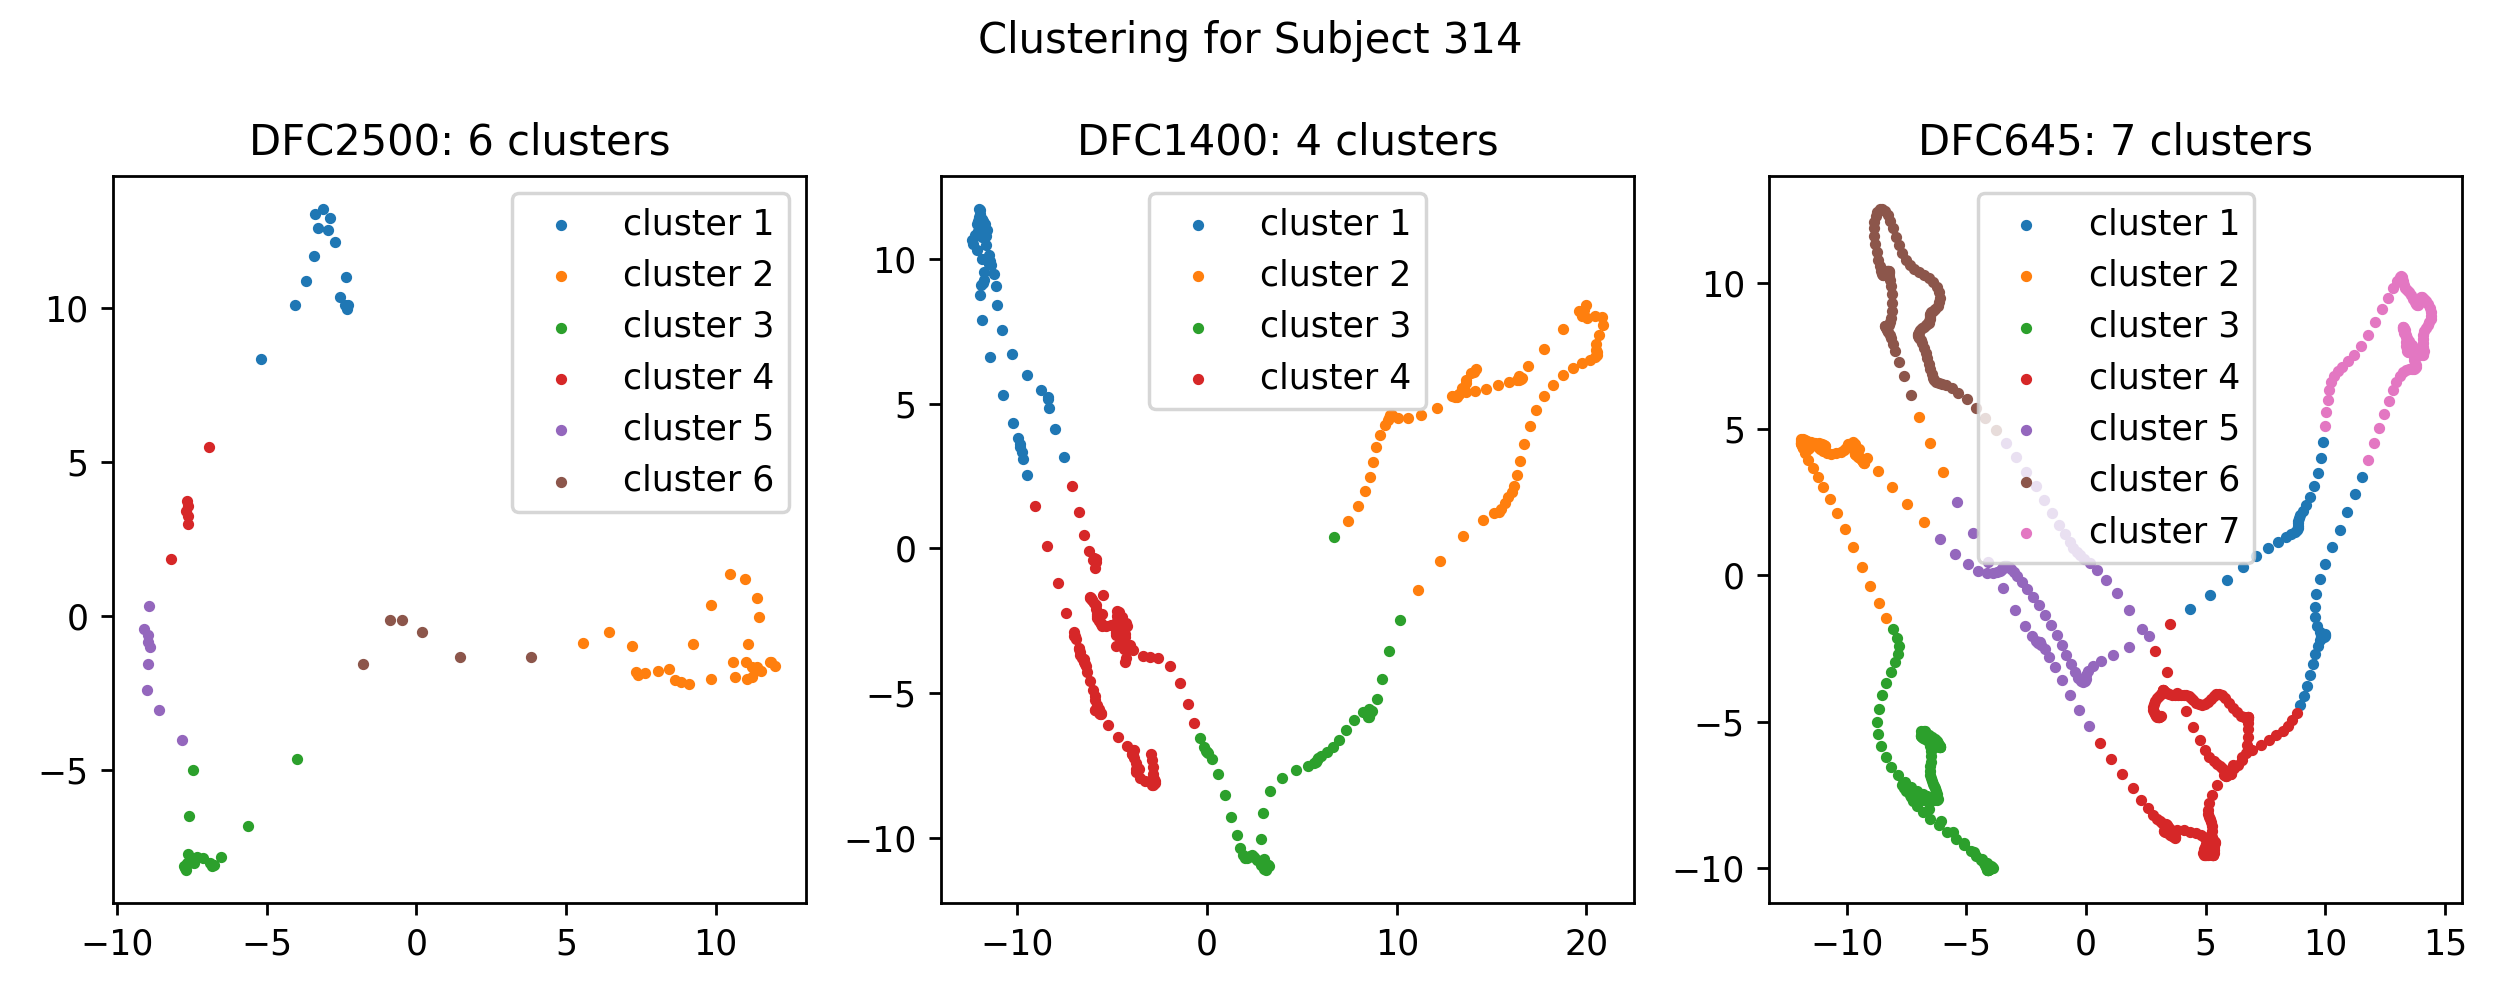 Clustering for Subject 314
DFC2500: 6 clusters
cluster 1
cluster 2
cluster 3
cluster 4
cluster 5
cluster 6
10
5
0
−5
−10
−5
0
5
10
DFC1400: 4 clusters
cluster 1
cluster 2
cluster 3
cluster 4
10
5
0
−5
−10
−10
0
10
20
DFC645: 7 clusters
cluster 1
cluster 2
cluster 3
cluster 4
cluster 5
cluster 6
cluster 7
10
5
0
−5
−10
−10
−5
0
5
10
15